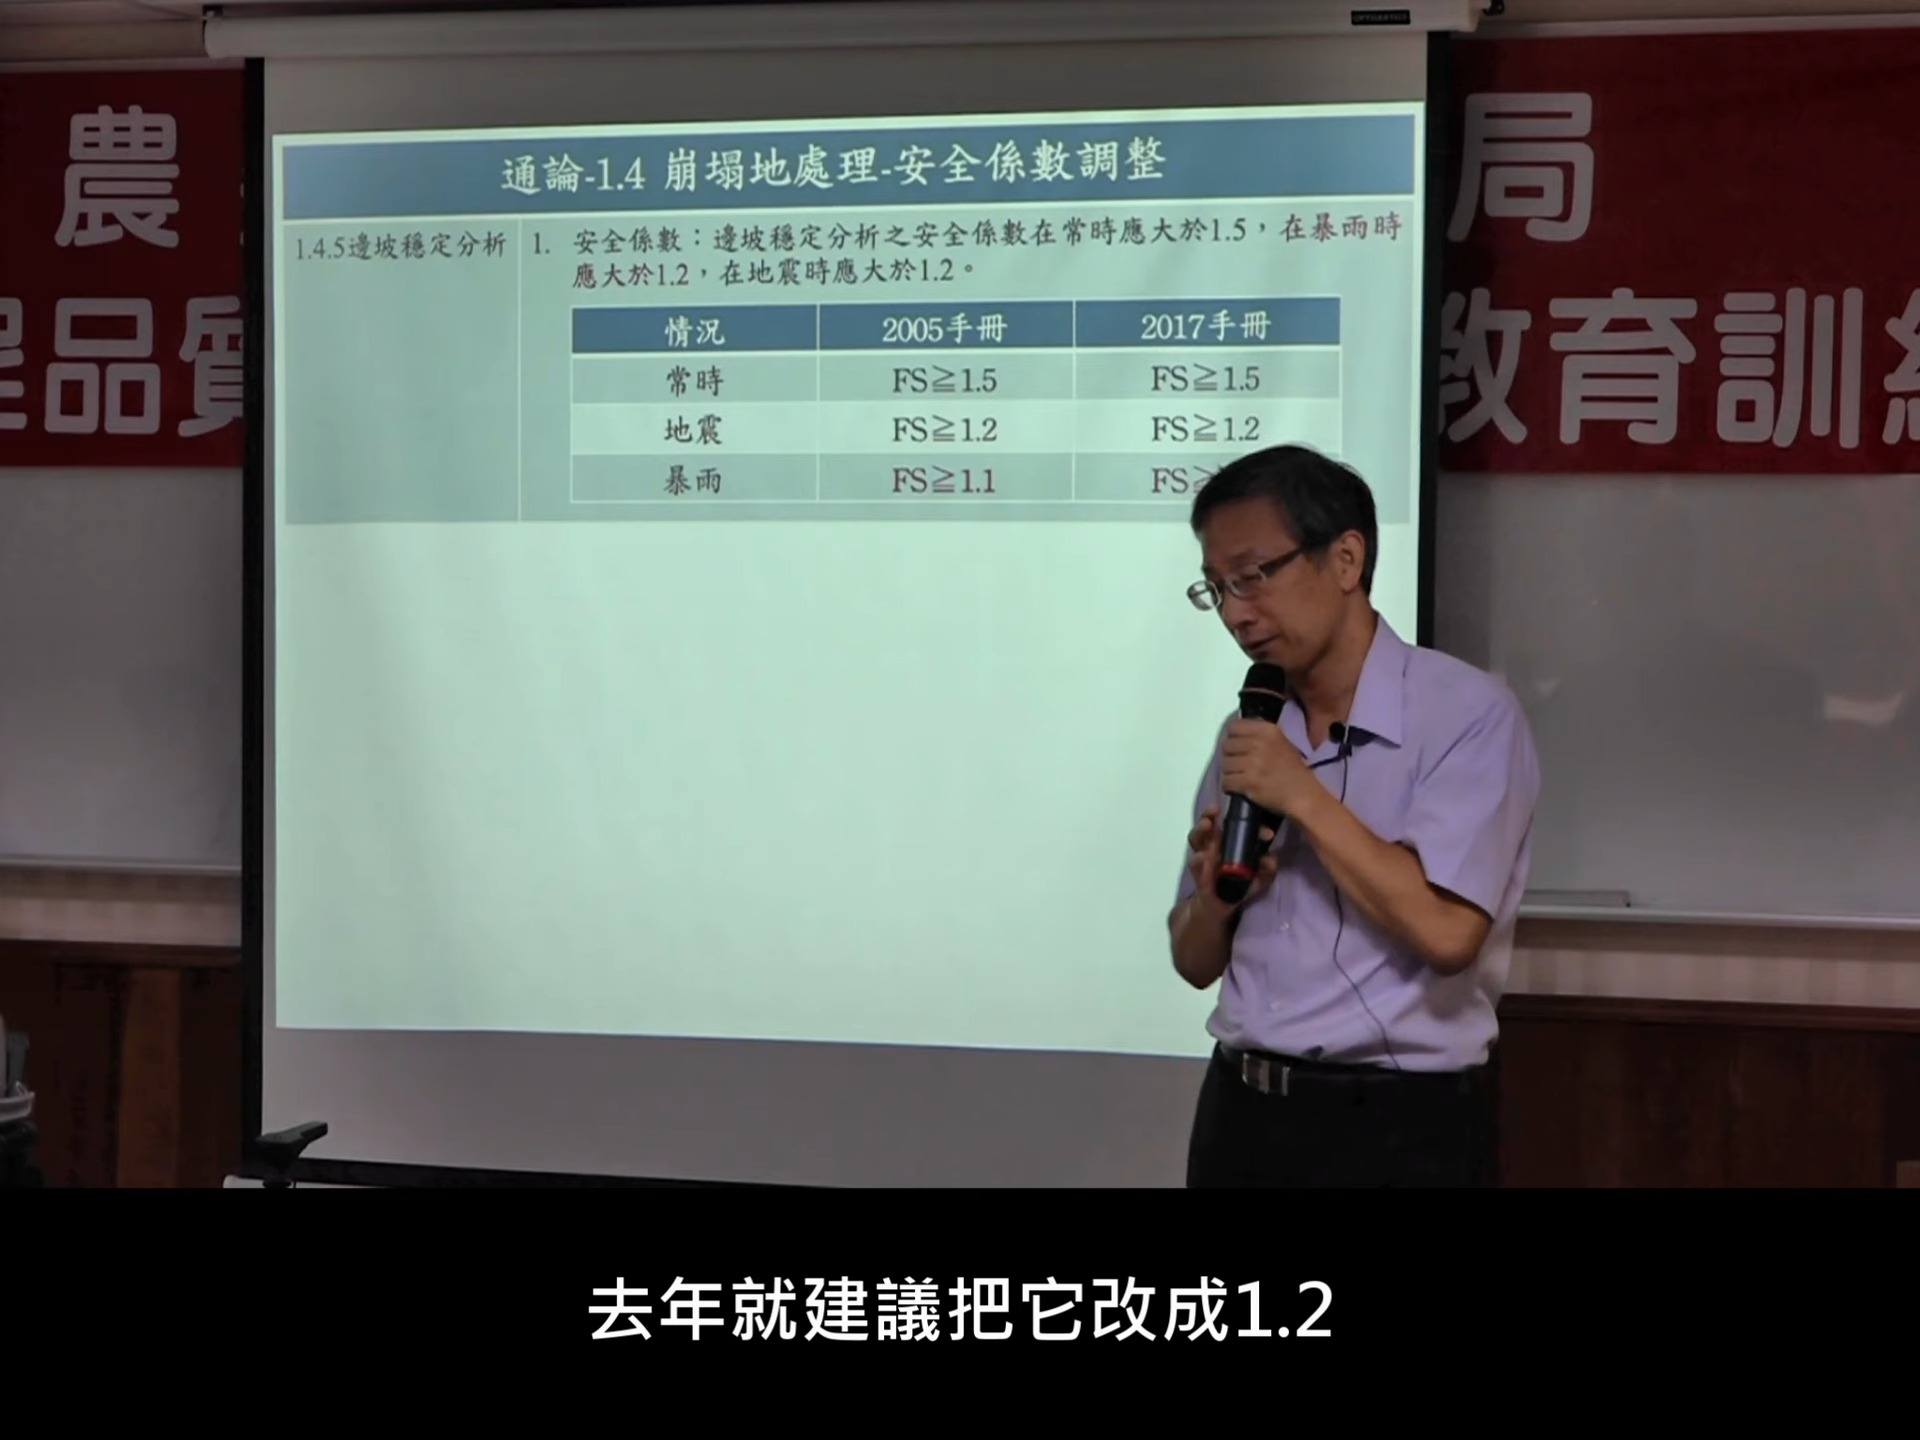 農
局
品質
教育訓
通論-1.4 崩塌地處理-安全係數調整
1.4.5邊坡穩定分析
1. 安全係數：邊坡穩定分析之安全係數在常時應大於1.5，在暴雨時
應大於1.2，在地震時應大於1.2。
情況 2005手冊 2017手冊
常時 FS≧1.5 FS≧1.5
地震 FS≧1.2 FS≧1.2
暴雨 FS≧1.1 FS≧
去年就建議把它改成1.2